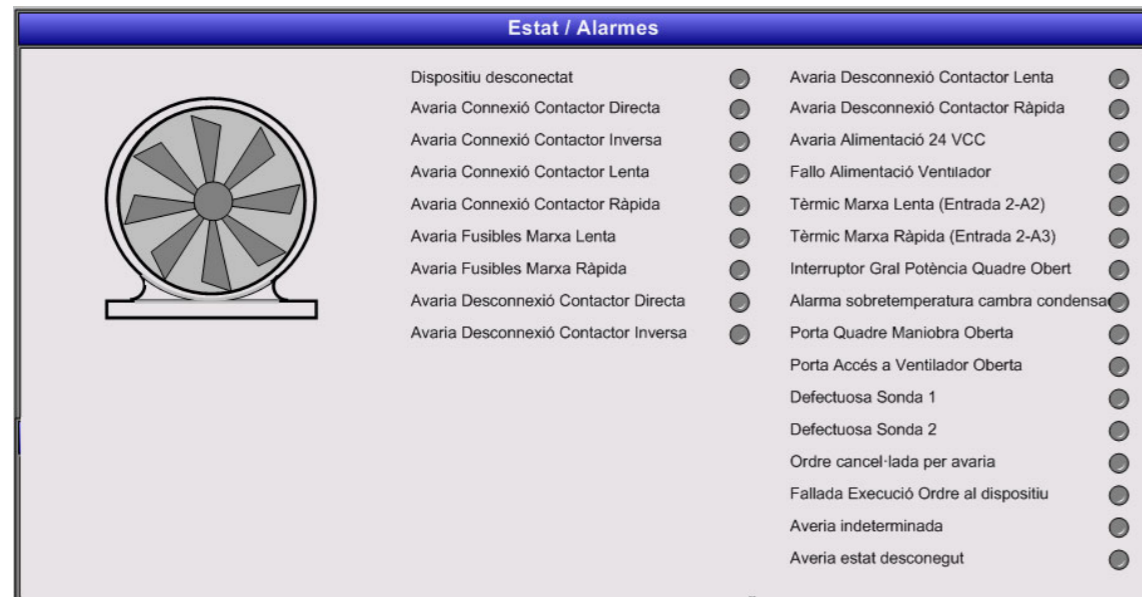 Estat / Alarmes
Dispositiu desconectat
Avaria Connexió Contactor Directa
Avaria Connexió Contactor Inversa
Avaria Connexió Contactor Lenta
Avaria Connexió Contactor Ràpida
Avaria Fusibles Marxa Lenta
Avaria Fusibles Marxa Ràpida
Avaria Desconnexió Contactor Directa
Avaria Desconnexió Contactor Inversa
Avaria Desconnexió Contactor Lenta
Avaria Desconnexió Contactor Ràpida
Avaria Alimentació 24 VCC
Fallo Alimentació Ventilador
Tèrmic Marxa Lenta (Entrada 2-A2)
Tèrmic Marxa Ràpida (Entrada 2-A3)
Interruptor Gral Potència Quadre Obert
Alarma sobretemperatura cambra
Porta Quadre Maniobra Oberta
Porta Accés a Ventilador Oberta
Defectuosa Sonda 1
Defectuosa Sonda 2
Ordre cancel·lada per avaria
Fallada Execució Ordre al dispositiu
Averia indeterminada
Averia estat desconegut